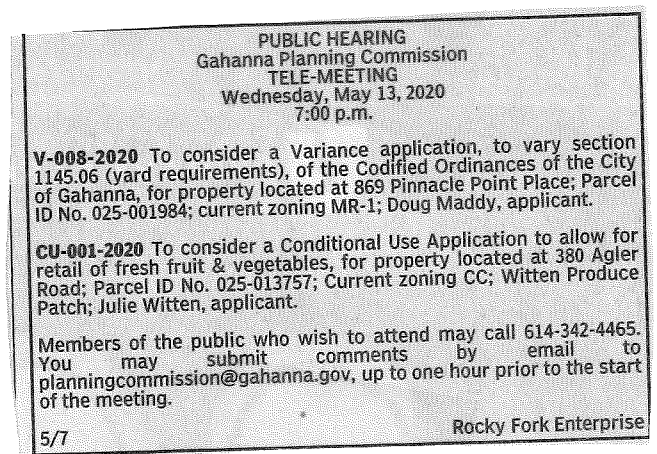 PUBLIC HEARING
Gahanna Planning Commission
TELE-MEETING
Wednesday, May 13, 2020
7:00 p.m.
V-008-2020 To consider a Variance application, to vary section
1145.06 (yard requirements), of the Codified Ordinances of the City
of Gahanna, for property located at 869 Pinnacle Point Place; Parcel
ID No. 025-001984; current zoning MR-1; Doug Maddy, applicant.
CU-001-2020 To consider a Conditional Use Application to allow for
retail of fresh fruit & vegetables, for property located at 380 Agler
Road; Parcel ID No. 025-013757; Current zoning CC; Witten Produce
Patch; Julie Witten, applicant.
Members of the public who wish to attend may call 614-342-4465.
You may submit comments by email to
planningcommission@gahanna.gov, up to one hour prior to the start
of the meeting.
5/7 Rocky Fork Enterprise